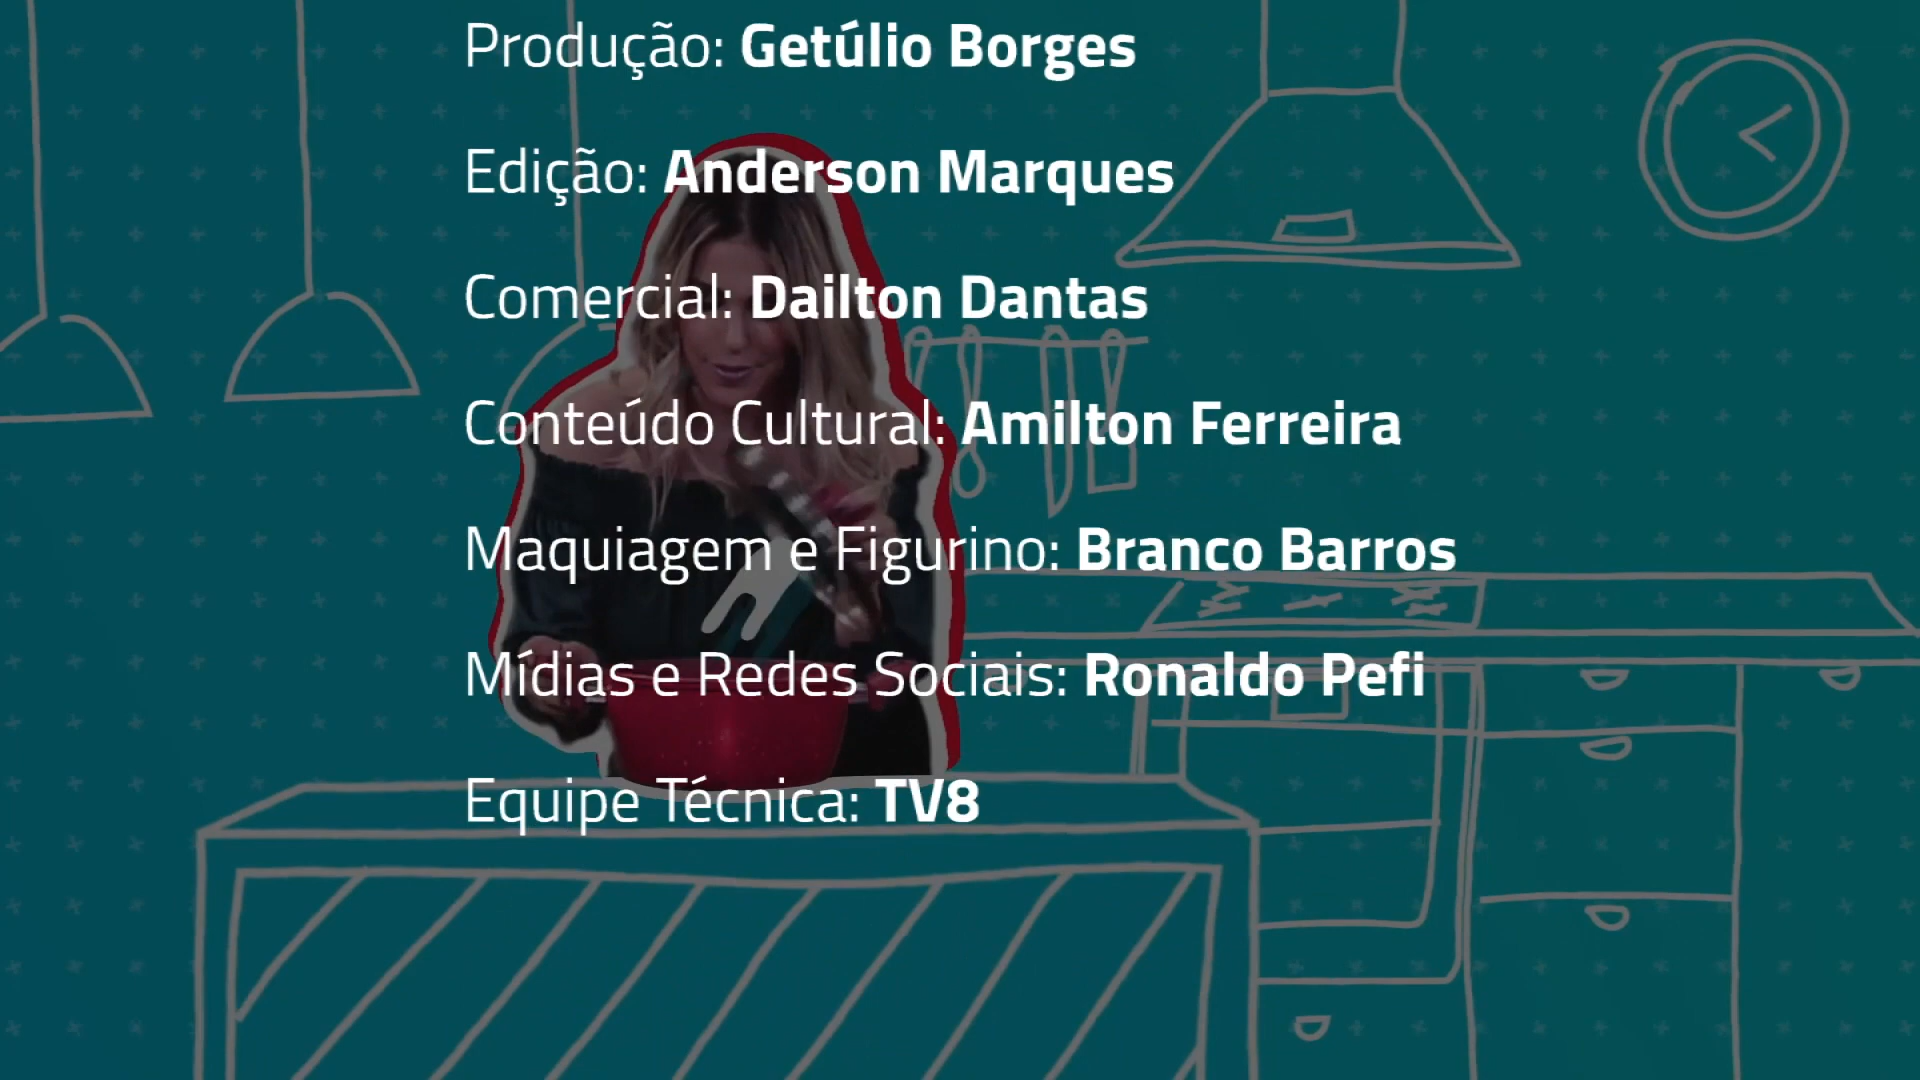 Produção: Getúlio Borges
Edição: Anderson Marques
Comercial: Dailton Dantas
Conteúdo Cultural: Amilton Ferreira
Maquiagem e Figurino: Branco Barros
Mídias e Redes Sociais: Ronaldo Pefi
Equipe Técnica: TV8